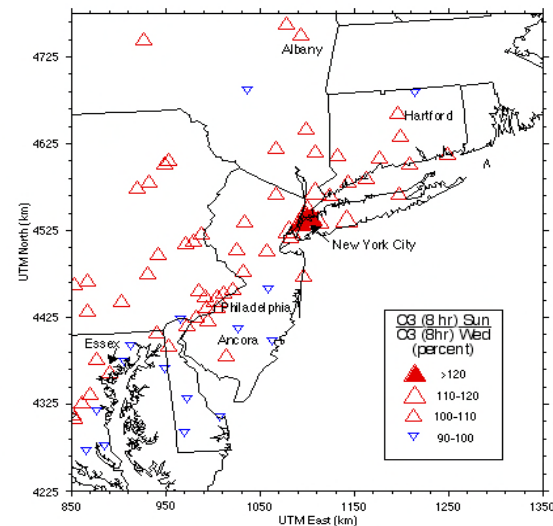 4725
Albany
4625
Hartford
4525
UTM North (km)
New York City
4425
Philadelphia
Ancora
Essex
O3 (8 hr) Sun
O3 (8hr) Wed
(percent)
>120
110-120
100-110
90-100
4325
4225
850 950 1050 1150 1250 1350
UTM East (km)